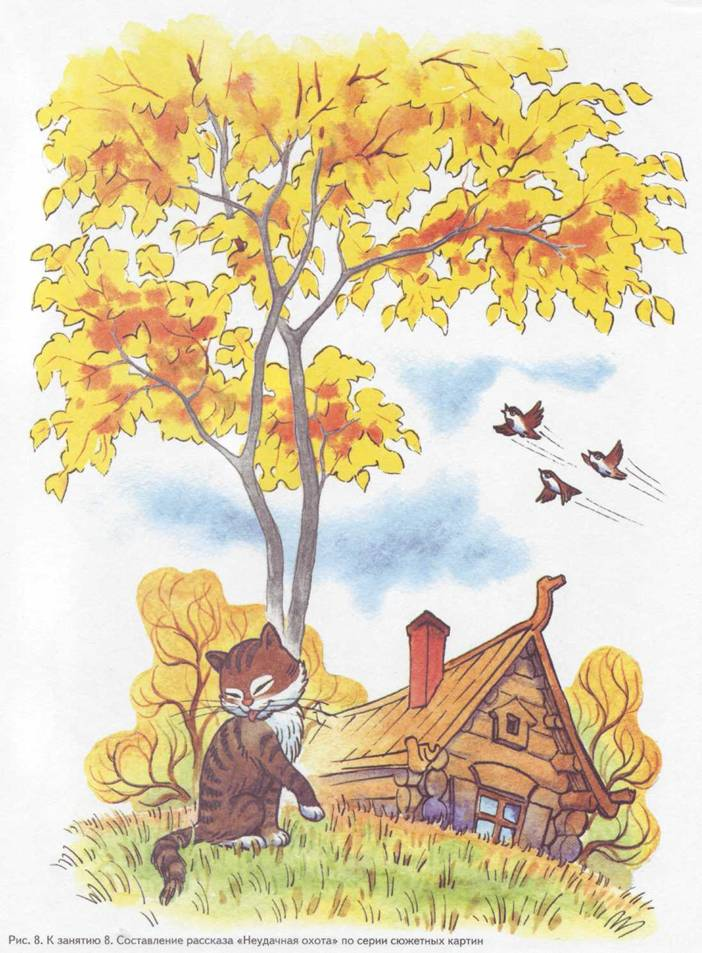 Рис. 8. К занятию 8. Составление рассказа «Неудачная охота» по серии сюжетных картин